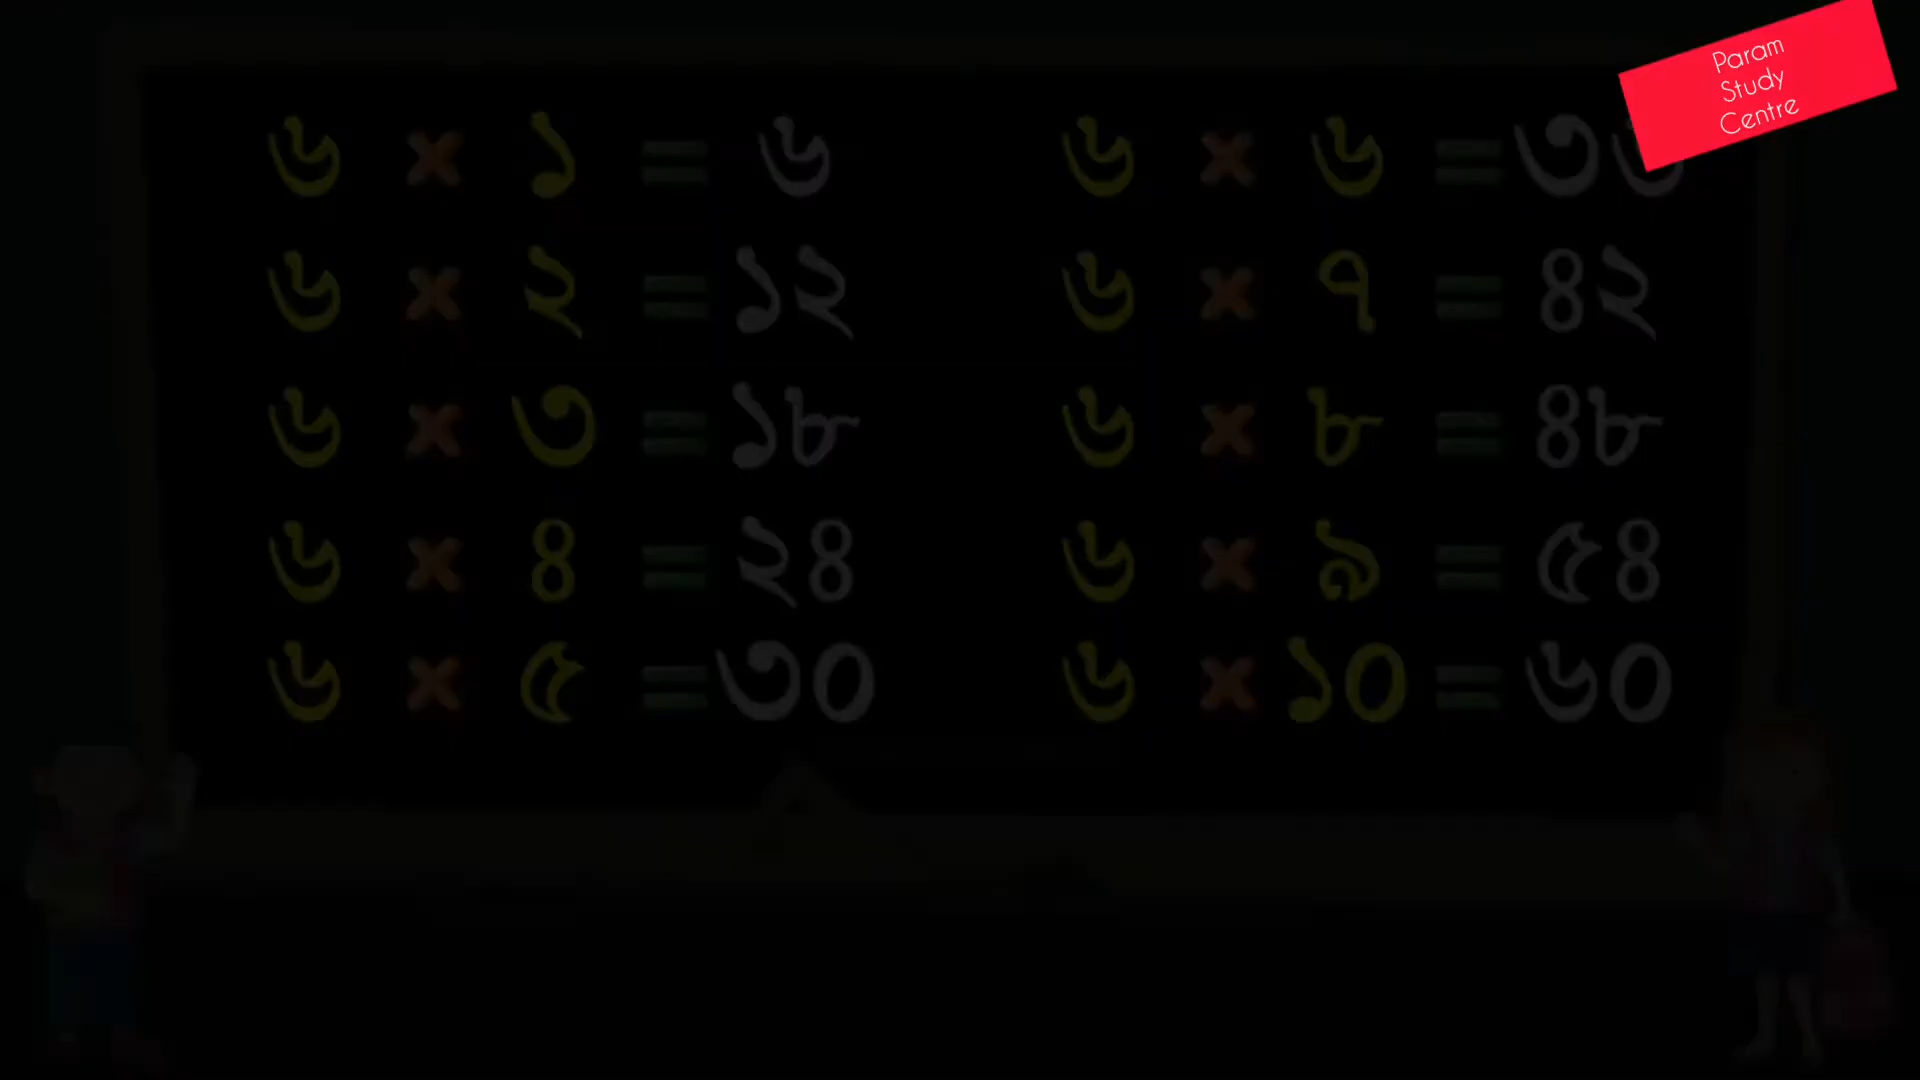 Param
Study
Centre
৬ × ১ = ৬
৬ × ২ = ১২
৬ × ৩ = ১৮
৬ × ৪ = ২৪
৬ × ৫ = ৩০
৬ × ৬ = ৩৬
৬ × ৭ = ৪২
৬ × ৮ = ৪৮
৬ × ৯ = ৫৪
৬ × ১০ = ৬০